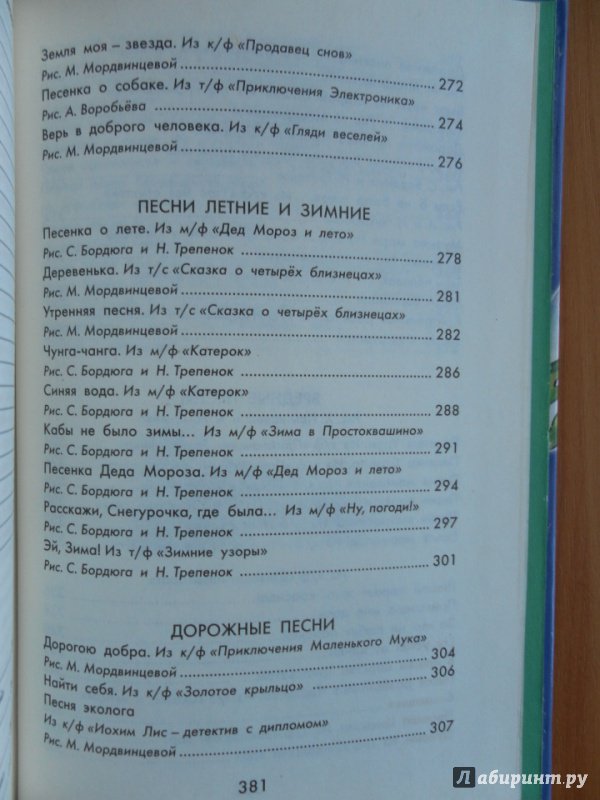 Земля моя – звезда. Из к/ф «Продавец снов»
Рис. М. Мордвинцевой 272
Песенка о собаке. Из т/ф «Приключения Электроника»
Рис. А. Воробьёва 274
Верь в доброго человека. Из к/ф «Гляди веселей»
Рис. М. Мордвинцевой 276
ПЕСНИ ЛЕТНИЕ И ЗИМНИЕ
Песенка о лете. Из м/ф «Дед Мороз и лето»
Рис. С. Бордюга и Н. Трепенок 278
Деревенька. Из т/с «Сказка о четырёх близнецах»
Рис. М. Мордвинцевой 281
Утренняя песня. Из т/с «Сказка о четырёх близнецах»
Рис. М. Мордвинцевой 282
Чунга-чанга. Из м/ф «Катерок»
Рис. С. Бордюга и Н. Трепенок 286
Синяя вода. Из м/ф «Катерок»
Рис. С. Бордюга и Н. Трепенок 288
Кабы не было зимы... Из м/ф «Зима в Простоквашино»
Рис. С. Бордюга и Н. Трепенок 291
Песенка Деда Мороза. Из м/ф «Дед Мороз и лето»
Рис. С. Бордюга и Н. Трепенок 294
Расскажи, Снегурочка, где была... Из м/ф «Ну, погоди!»
Рис. С. Бордюга и Н. Трепенок 297
Эй, Зима! Из т/ф «Зимние узоры»
Рис. С. Бордюга и Н. Трепенок 301
ДОРОЖНЫЕ ПЕСНИ
Дорогою добра. Из к/ф «Приключения Маленького Мука»
Рис. М. Мордвинцевой 304
Найти себя. Из к/ф «Золотое крыльцо» 306
Песня эколога
Из к/ф «Иохим Лис – детектив с дипломом»
Рис. М. Мордвинцевой 307
381
Лабиринт.ру